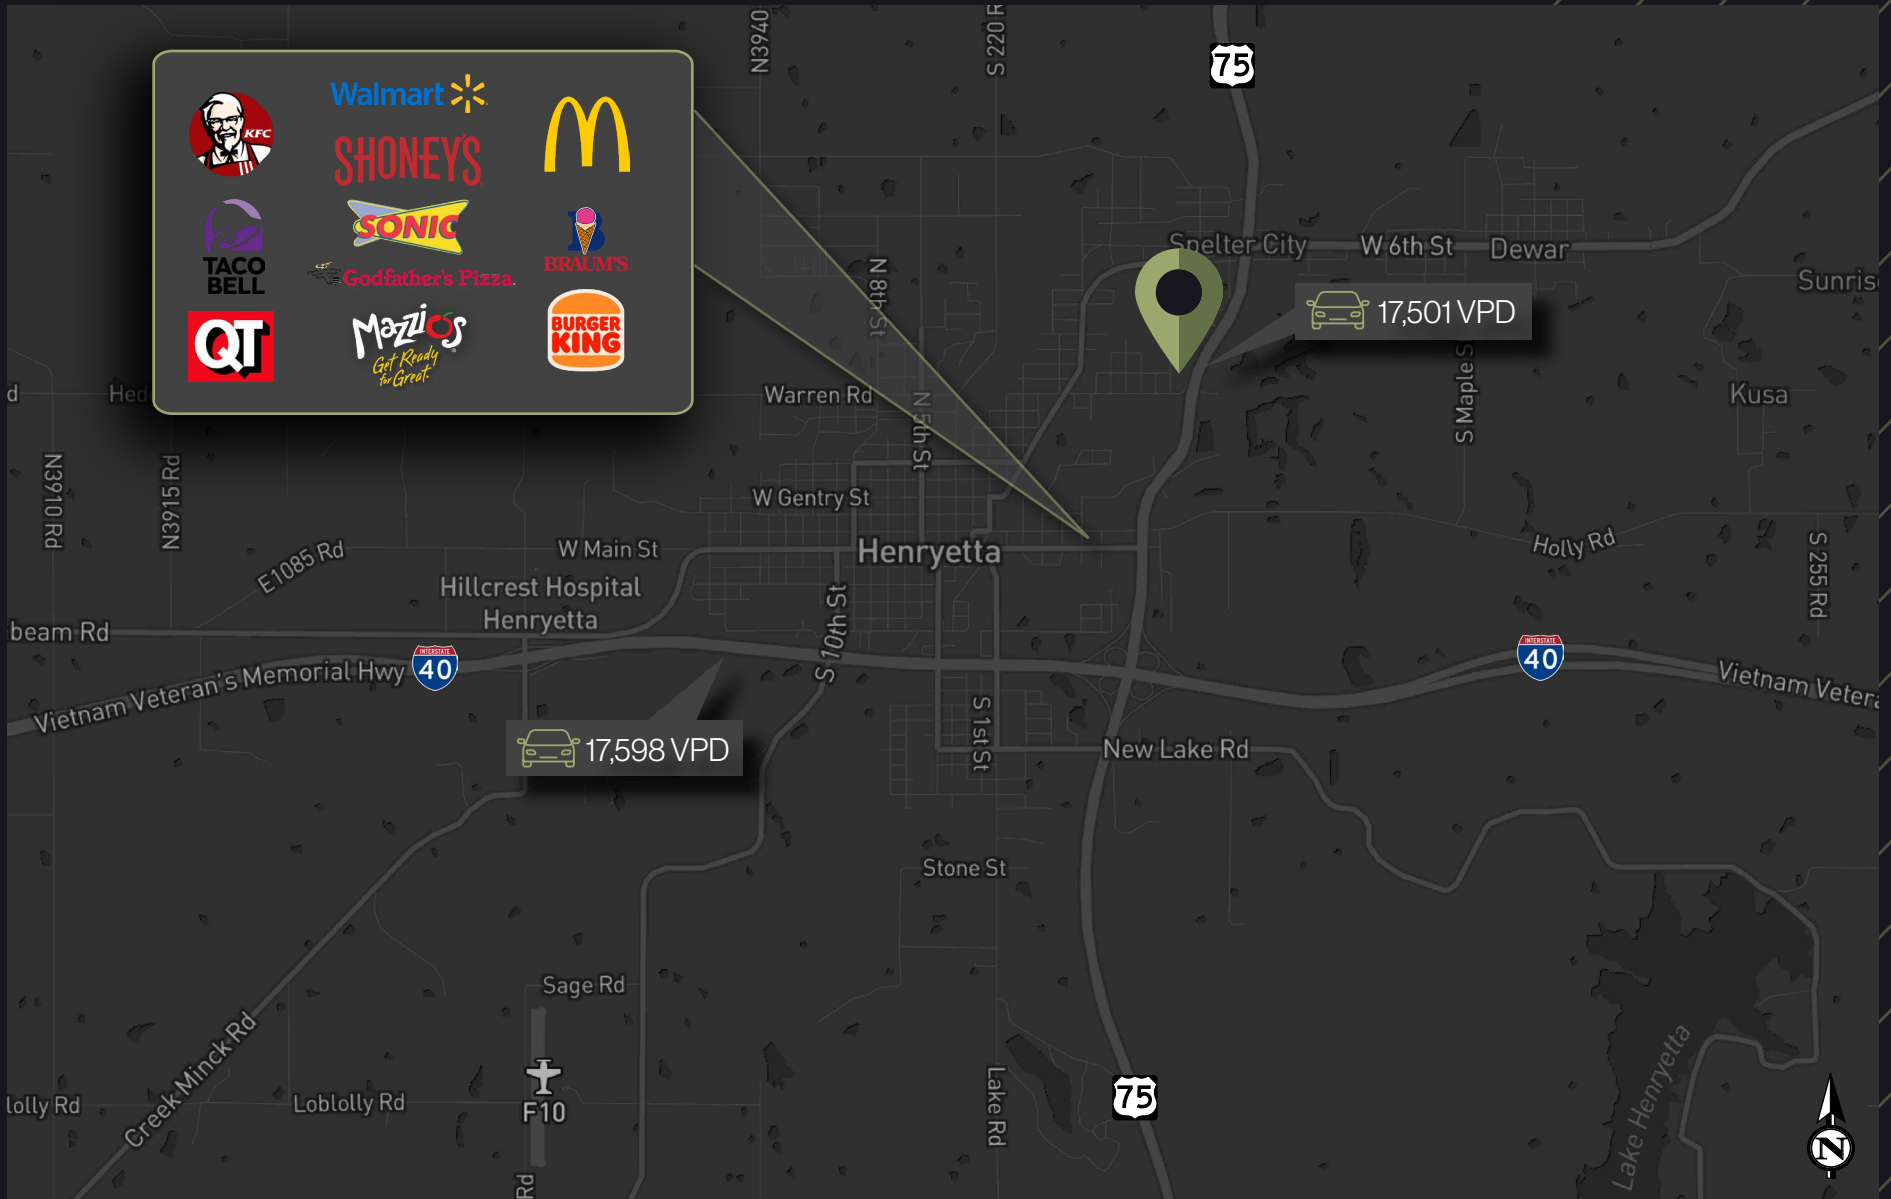 N3940
S 220 R
75
KFC
Walmart
SHONEY'S
SONIC
TACO
BELL
Godfather's Pizza.
BRAUM'S
QT
Mazzio's
Get Ready
for Great.
BURGER
KING
Spelter City
W 6th St
Dewar
Sunris
17,501 VPD
N 8th St
S Maple S
d
Hed
Warren Rd
N 5th St
Kusa
N3910 Rd
N3915 Rd
W Gentry St
E1085 Rd
W Main St
Henryetta
Holly Rd
S 255 Rd
Hillcrest Hospital
Henryetta
beam Rd
S 10th St
Vietnam Veteran's Memorial Hwy
INTERSTATE
40
INTERSTATE
40
Vietnam Vetera
17,598 VPD
S 1st St
New Lake Rd
Stone St
Sage Rd
Creek Minck Rd
lolly Rd
Loblolly Rd
F10
Lake Rd
75
Lake Henryetta
N
Rd